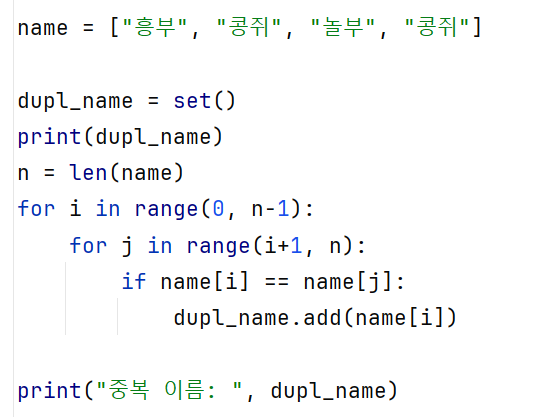 name = ["흥부", "콩쥐", "놀부", "콩쥐"]

dupl_name = set()
print(dupl_name)
n = len(name)
for i in range(0, n-1):
    for j in range(i+1, n):
        if name[i] == name[j]:
            dupl_name.add(name[i])

print("중복 이름: ", dupl_name)